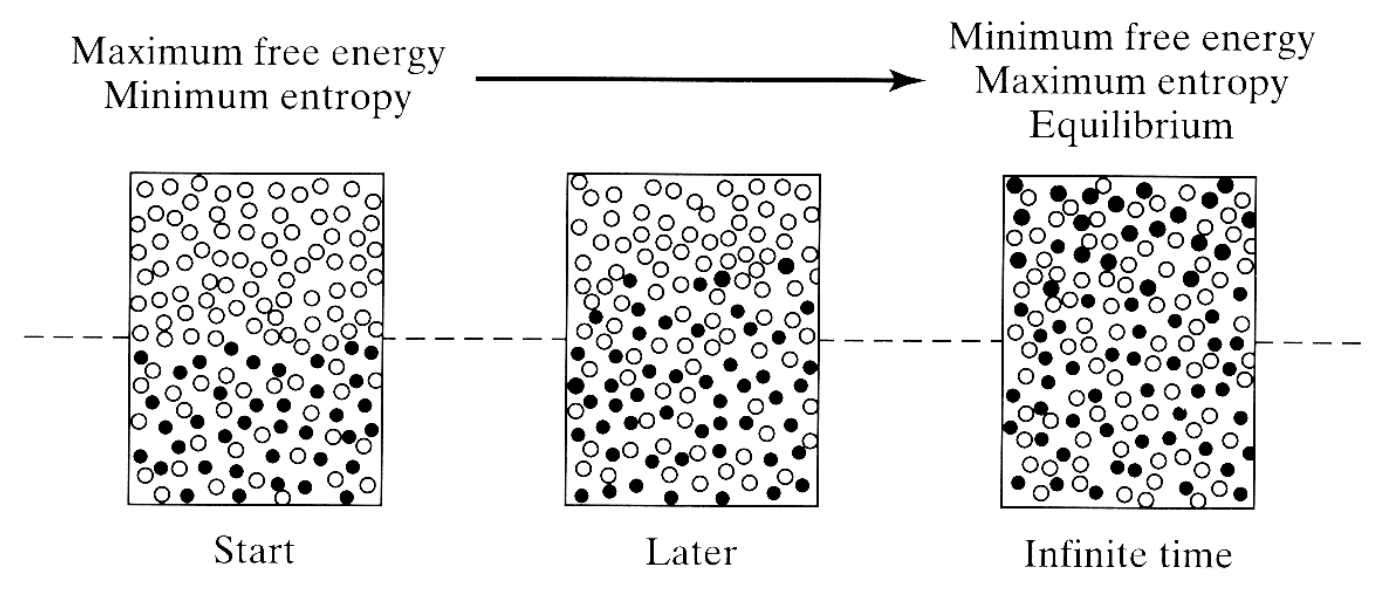 Maximum free energy
Minimum entropy
Minimum free energy
Maximum entropy
Equilibrium
Start
Later
Infinite time